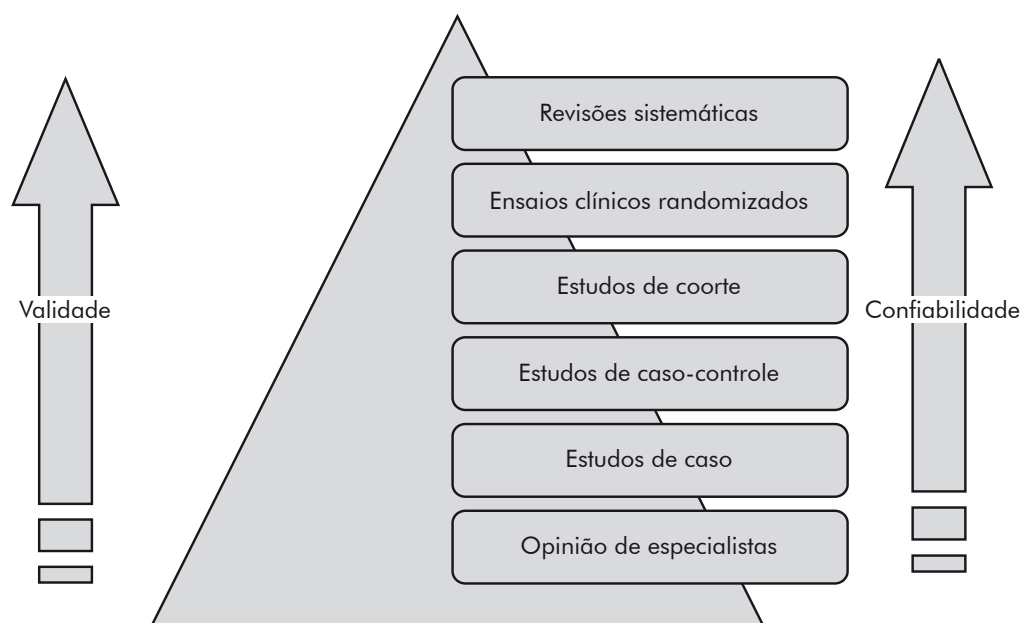 Revisões sistemáticas
Ensaios clínicos randomizados
Estudos de coorte
Validade
Confiabilidade
Estudos de caso-controle
Estudos de caso
Opinião de especialistas